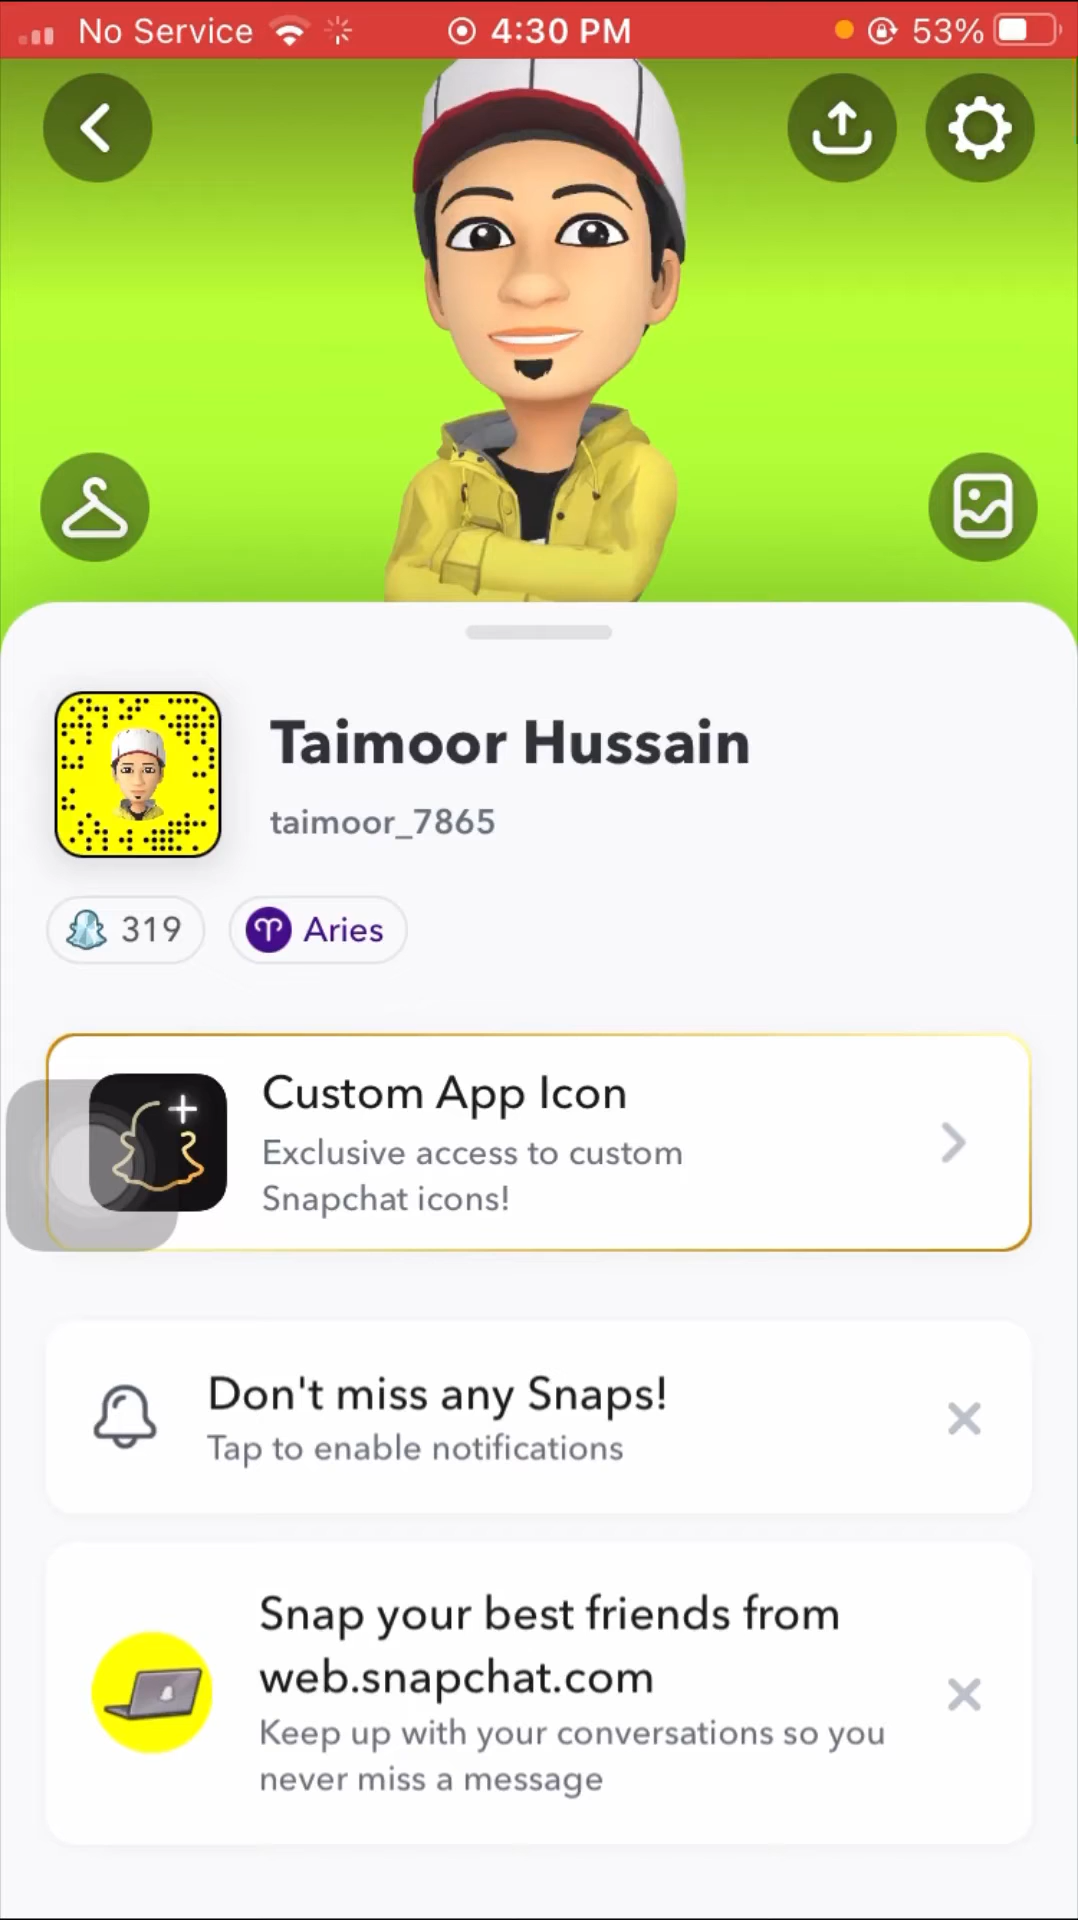 No Service 4:30 PM 53%
Taimoor Hussain
taimoor_7865
319 Aries
Custom App Icon
Exclusive access to custom
Snapchat icons!
Don't miss any Snaps!
Tap to enable notifications
Snap your best friends from
web.snapchat.com
Keep up with your conversations so you
never miss a message